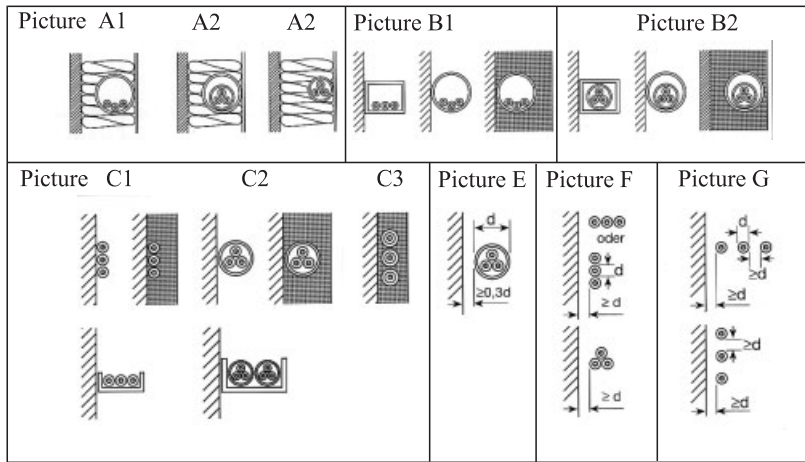 Picture A1 A2 A2
Picture B1
Picture B2
Picture C1 C2 C3
Picture E
d
≥0,3d
Picture F
oder
d
≥ d
≥ d
Picture G
d
≥d
≥d
≥d
≥d